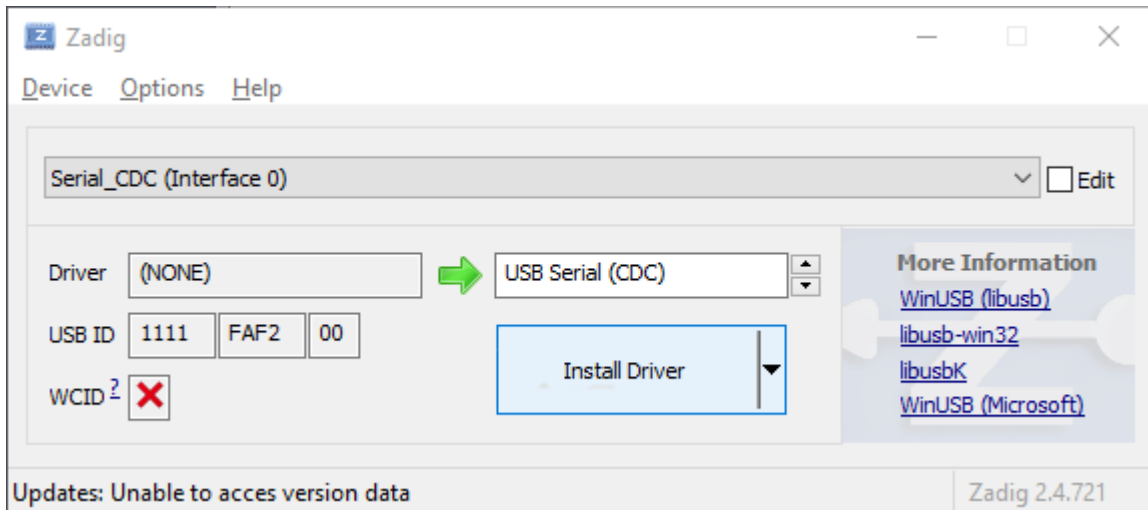 Zadig
Device Options Help
Serial_CDC (Interface 0)
Edit
Driver (NONE) USB Serial (CDC)
USB ID 1111 FAF2 00
WCID ?
Install Driver
More Information
WinUSB (libusb)
libusb-win32
libusbK
WinUSB (Microsoft)
Updates: Unable to acces version data
Zadig 2.4.721